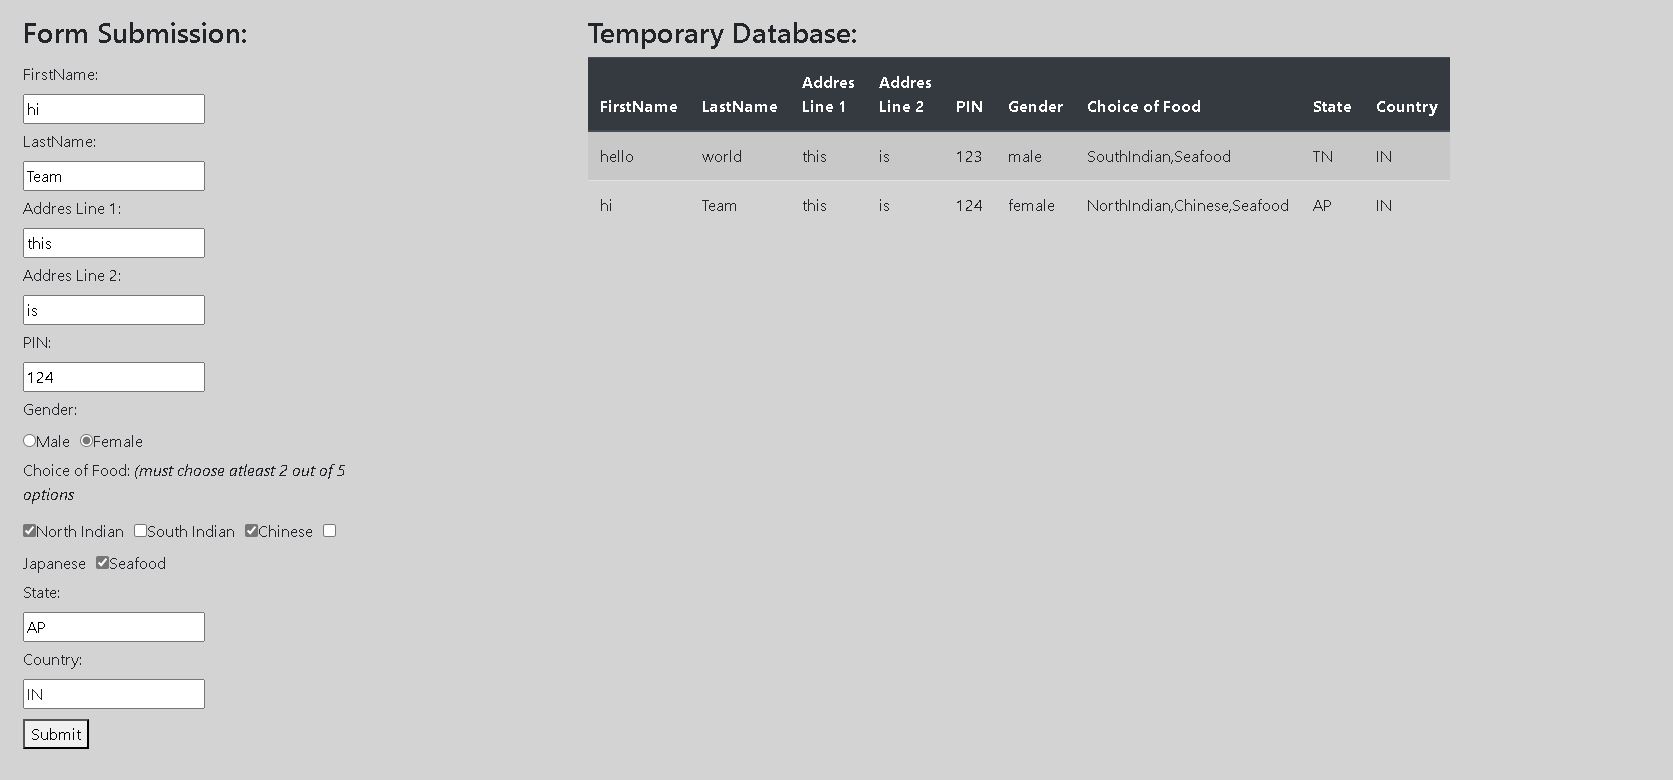 Form Submission:
FirstName:
hi
LastName:
Team
Addres Line 1:
this
Addres Line 2:
is
PIN:
124
Gender:
Male Female
Choice of Food: (must choose atleast 2 out of 5
options
North Indian South Indian Chinese
Japanese Seafood
State:
AP
Country:
IN
Submit
Temporary Database:
Addres Addres
FirstName LastName Line 1 Line 2 PIN Gender Choice of Food State Country
hello world this is 123 male SouthIndian,Seafood TN IN
hi Team this is 124 female NorthIndian,Chinese,Seafood AP IN